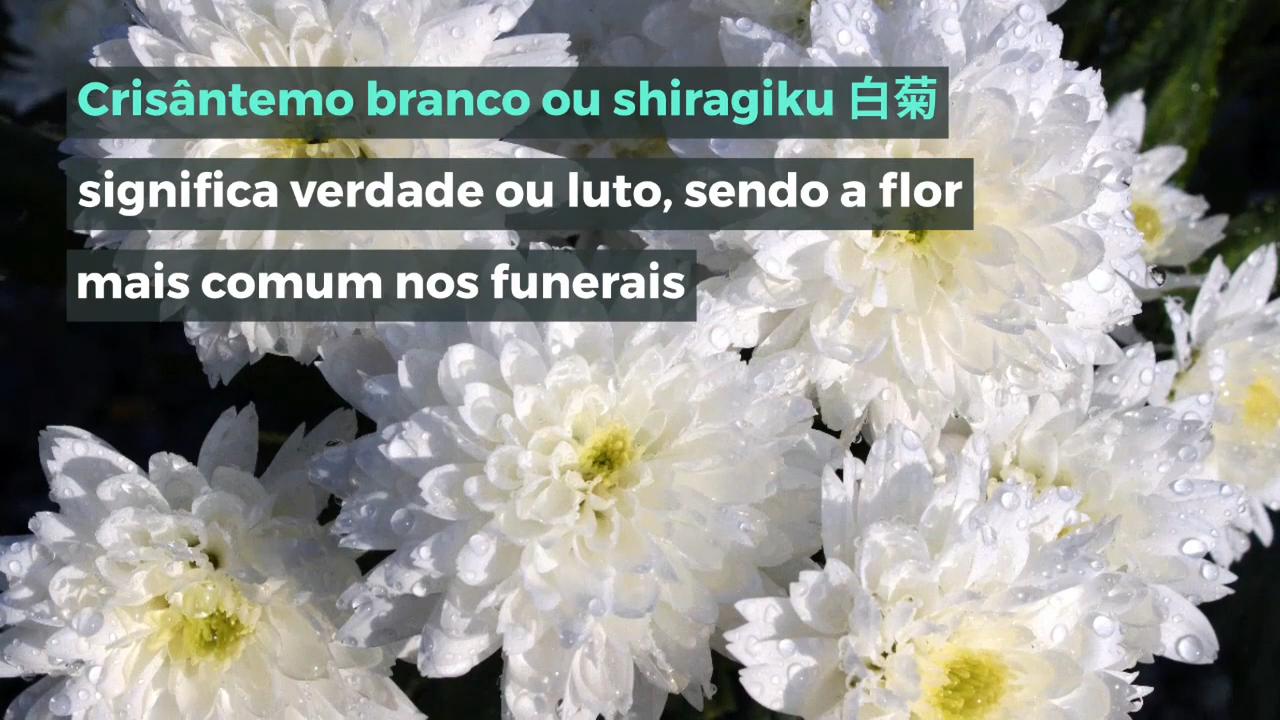 Crisântemo branco ou shiragiku 白菊
significa verdade ou luto, sendo a flor
mais comum nos funerais